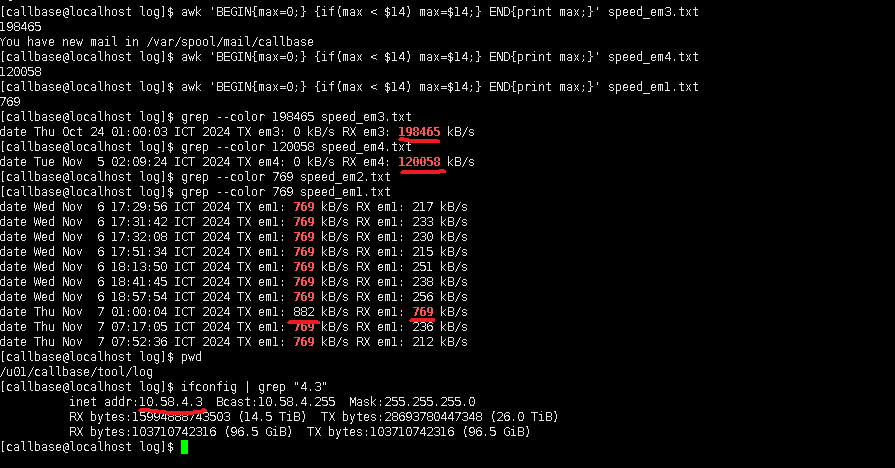 [callbase@localhost log]$ awk 'BEGIN{max=0;} {if(max < $14) max=$14;} END{print max;}' speed_em3.txt
198465
You have new mail in /var/spool/mail/callbase
[callbase@localhost log]$ awk 'BEGIN{max=0;} {if(max < $14) max=$14;} END{print max;}' speed_em4.txt
120058
[callbase@localhost log]$ awk 'BEGIN{max=0;} {if(max < $14) max=$14;} END{print max;}' speed_em1.txt
769
[callbase@localhost log]$ grep --color 198465 speed_em3.txt
date Thu Oct 24 01:00:03 ICT 2024 TX em3: 0 kB/s RX em3: 198465 kB/s
[callbase@localhost log]$ grep --color 120058 speed_em4.txt
date Tue Nov  5 02:09:24 ICT 2024 TX em4: 0 kB/s RX em4: 120058 kB/s
[callbase@localhost log]$ grep --color 769 speed_em2.txt
[callbase@localhost log]$ grep --color 769 speed_em1.txt
date Wed Nov  6 17:29:56 ICT 2024 TX em1: 769 kB/s RX em1: 217 kB/s
date Wed Nov  6 17:31:42 ICT 2024 TX em1: 769 kB/s RX em1: 233 kB/s
date Wed Nov  6 17:32:08 ICT 2024 TX em1: 769 kB/s RX em1: 230 kB/s
date Wed Nov  6 17:51:34 ICT 2024 TX em1: 769 kB/s RX em1: 215 kB/s
date Wed Nov  6 18:13:50 ICT 2024 TX em1: 769 kB/s RX em1: 251 kB/s
date Wed Nov  6 18:41:45 ICT 2024 TX em1: 769 kB/s RX em1: 238 kB/s
date Wed Nov  6 18:57:54 ICT 2024 TX em1: 769 kB/s RX em1: 256 kB/s
date Thu Nov  7 01:00:04 ICT 2024 TX em1: 882 kB/s RX em1: 769 kB/s
date Thu Nov  7 07:17:05 ICT 2024 TX em1: 769 kB/s RX em1: 236 kB/s
date Thu Nov  7 07:52:36 ICT 2024 TX em1: 769 kB/s RX em1: 212 kB/s
[callbase@localhost log]$ pwd
/u01/callbase/tool/log
[callbase@localhost log]$ ifconfig | grep "4.3"
inet addr:10.58.4.3  Bcast:10.58.4.255  Mask:255.255.255.0
RX bytes:15994888743503 (14.5 TiB)  TX bytes:28693780447348 (26.0 TiB)
RX bytes:103710742316 (96.5 GiB)  TX bytes:103710742316 (96.5 GiB)
[callbase@localhost log]$